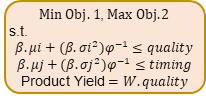 Min Obj. 1, Max Obj.2
s.t.
β.μi + (β.σi²)φ⁻¹ ≤ quality
β.μj + (β.σj²)φ⁻¹ ≤ timing
Product Yield = W.quality